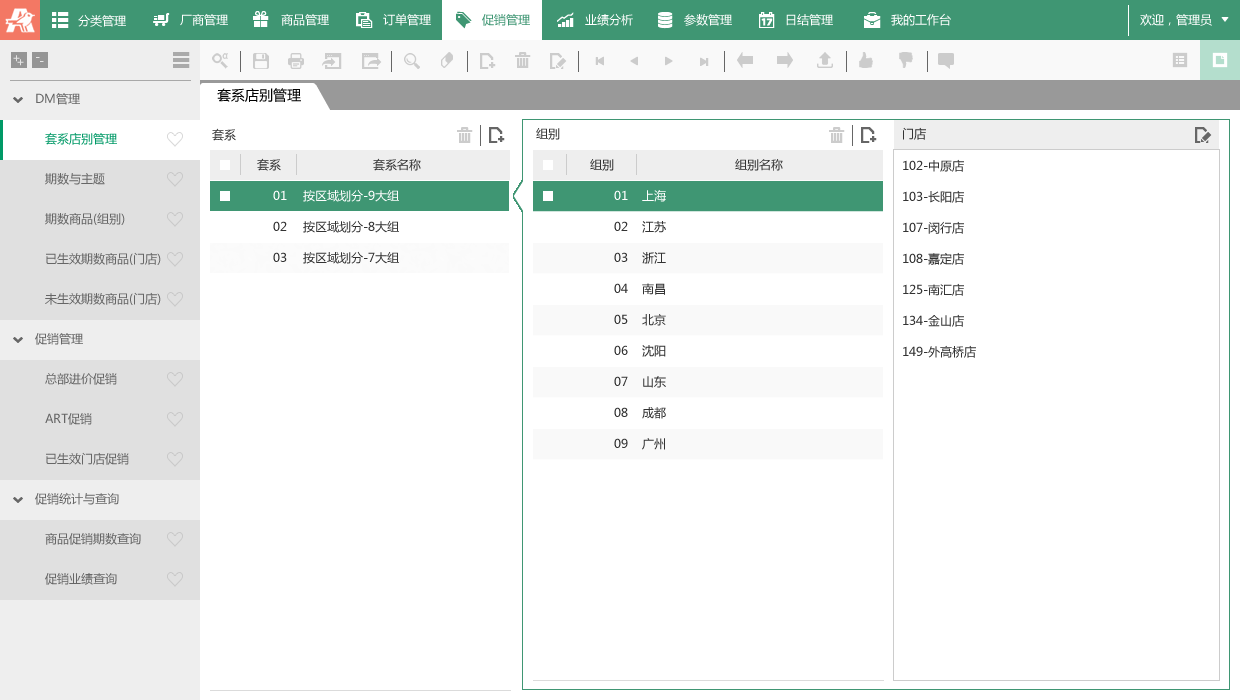 分类管理 厂商管理 商品管理 订单管理 促销管理 业绩分析 参数管理 17 日结管理 我的工作台 欢迎，管理员
DM管理
套系店别管理
期数与主题
期数商品(组别)
已生效期数商品(门店)
未生效期数商品(门店)
促销管理
总部进价促销
ART促销
已生效门店促销
促销统计与查询
商品促销期数查询
促销业绩查询
套系店别管理
套系
套系 套系名称
01 按区域划分-9大组
02 按区域划分-8大组
03 按区域划分-7大组
组别
组别 组别名称
01 上海
02 江苏
03 浙江
04 南昌
05 北京
06 沈阳
07 山东
08 成都
09 广州
门店
102-中原店
103-长阳店
107-闵行店
108-嘉定店
125-南汇店
134-金山店
149-外高桥店